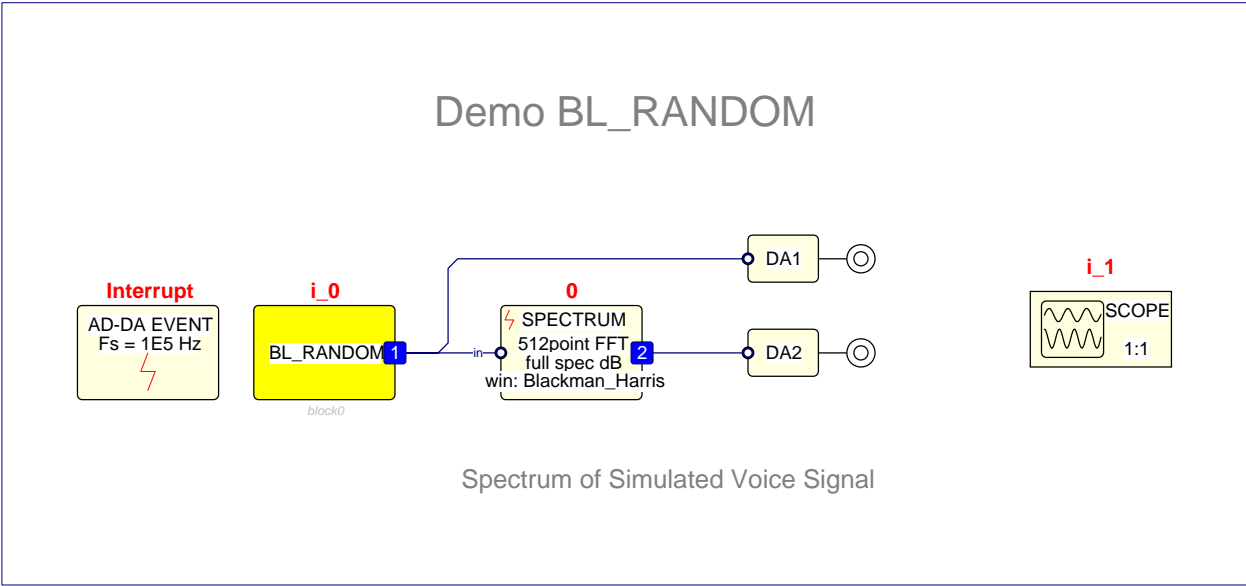 Demo BL_RANDOM
Interrupt
AD-DA EVENT
Fs = 1E5 Hz
i_0
BL_RANDOM
1
block0
0
SPECTRUM
in
512point FFT
full spec dB
win: Blackman_Harris
2
DA1
DA2
i_1
SCOPE
1:1
Spectrum of Simulated Voice Signal